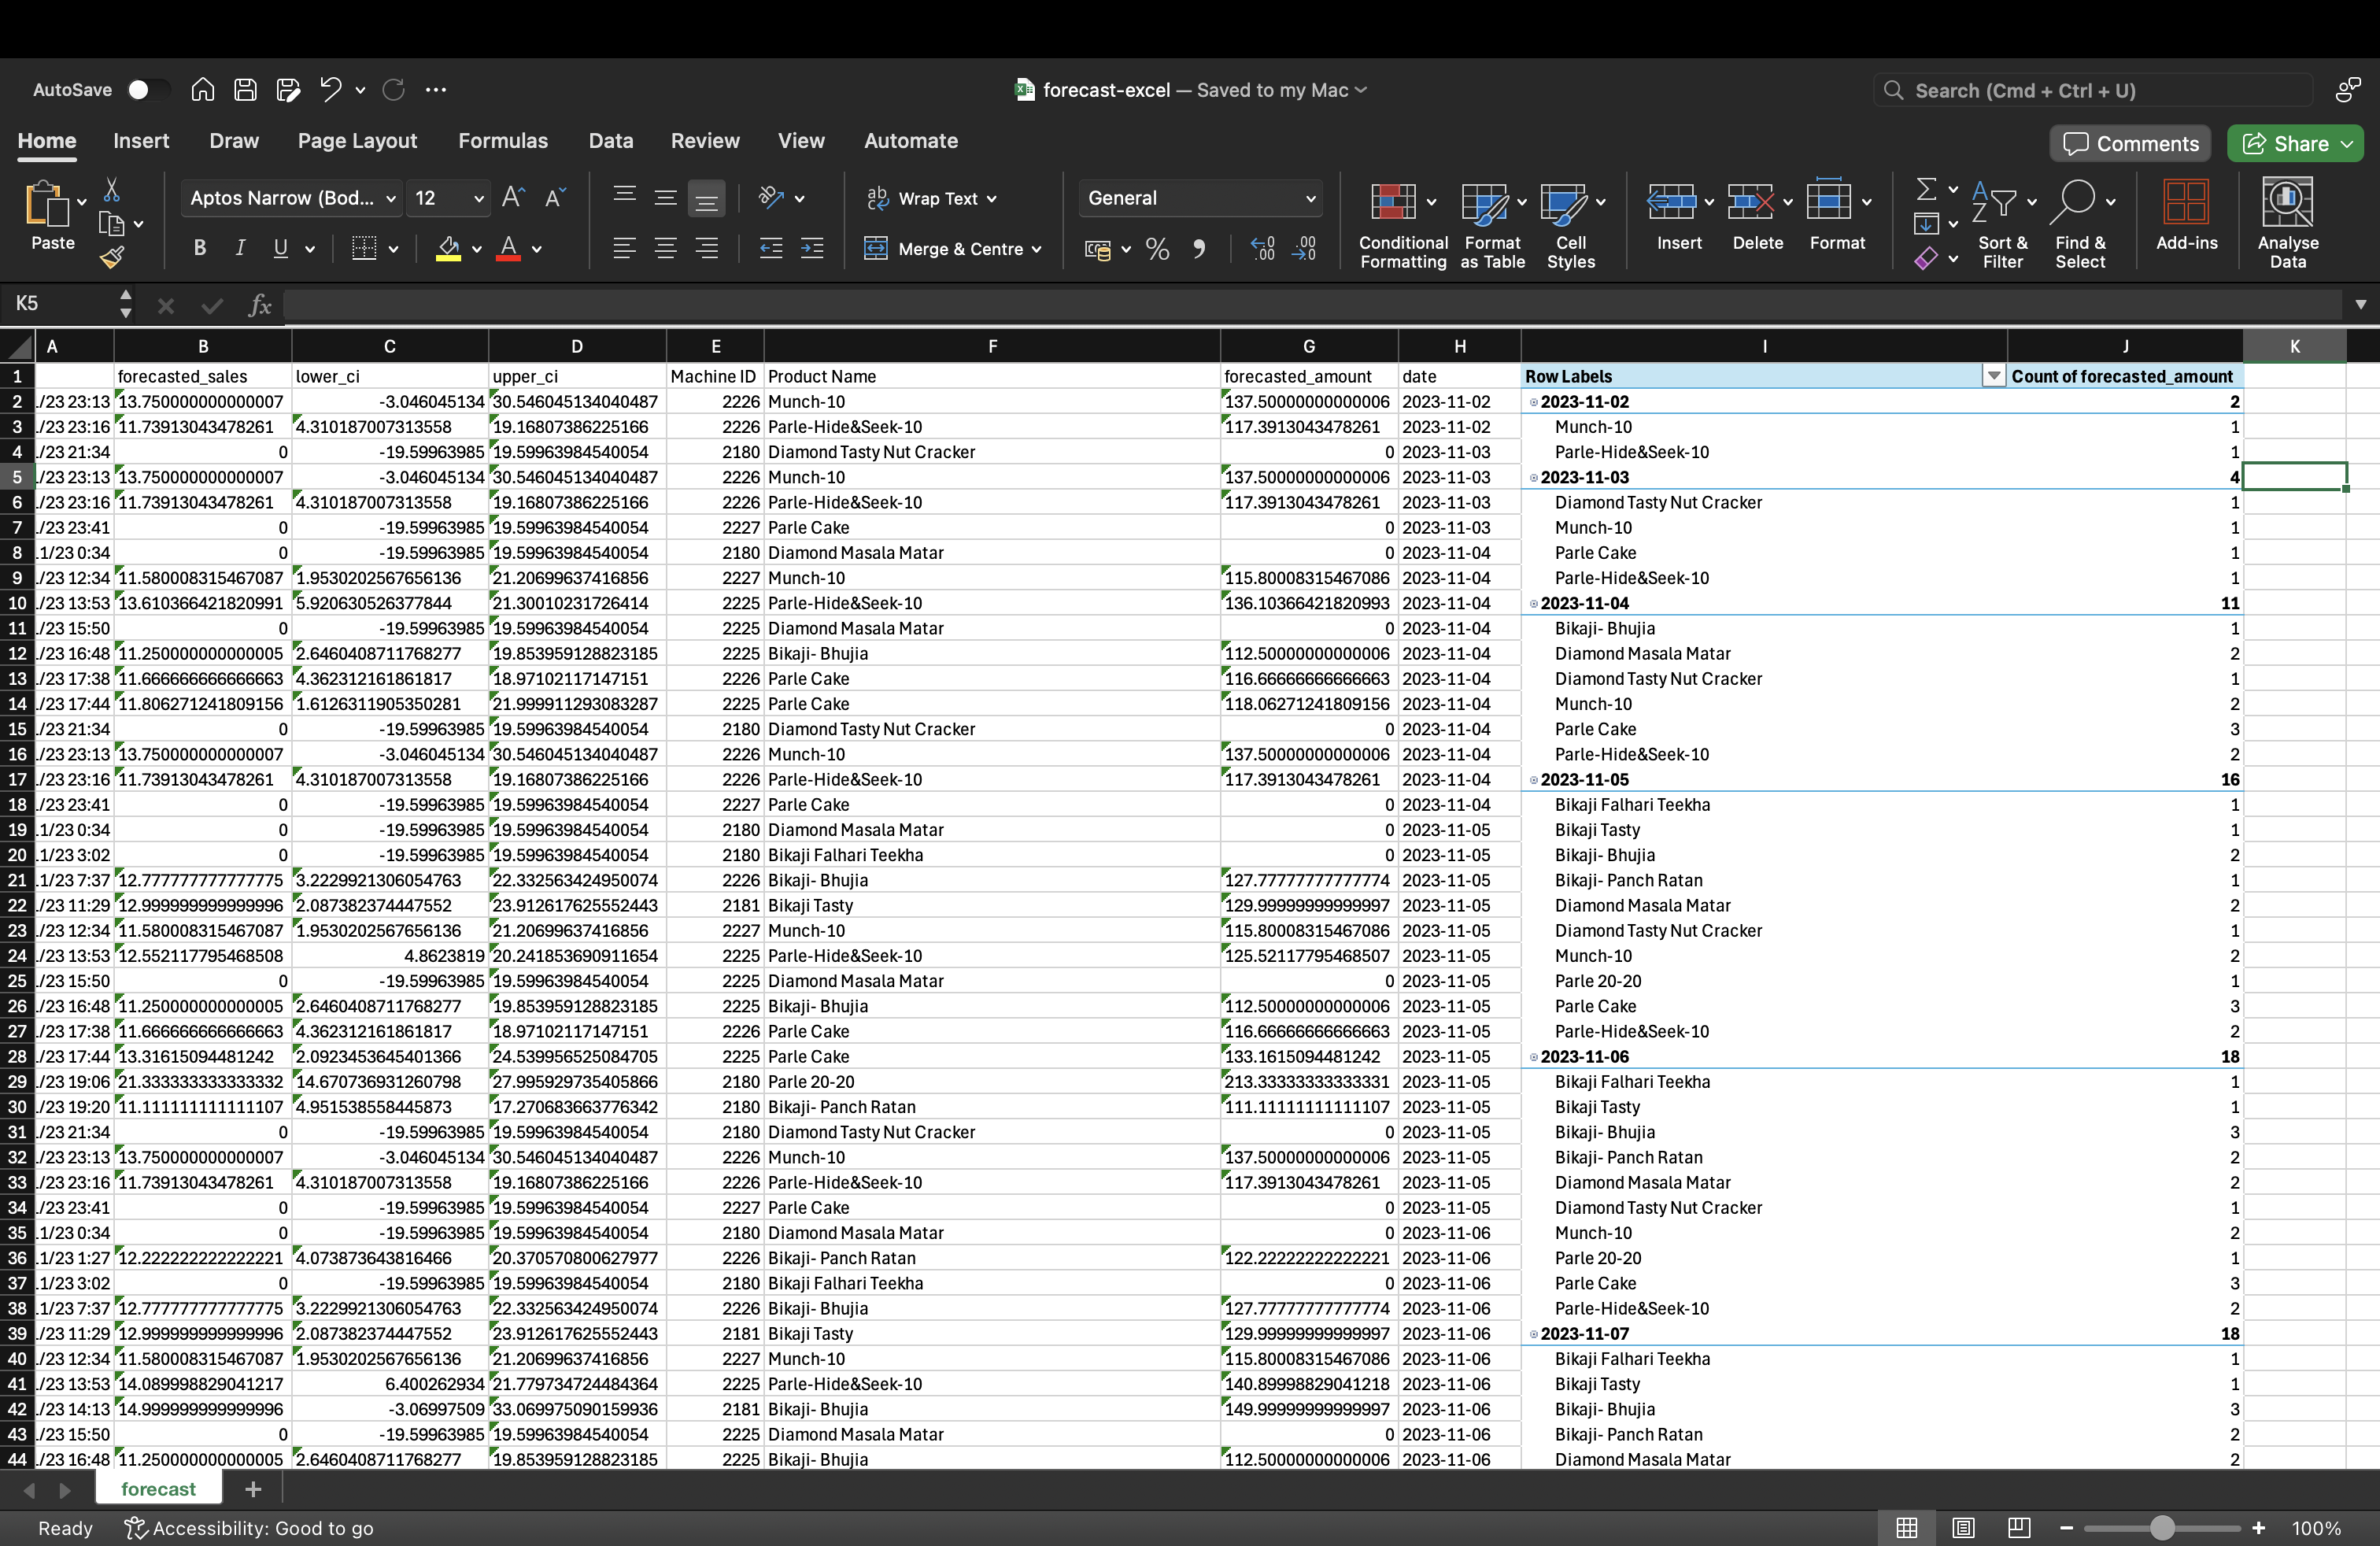 AutoSave
forecast-excel — Saved to my Mac
Search (Cmd + Ctrl + U)
Home Insert Draw Page Layout Formulas Data Review View Automate
Comments Share
Paste
Aptos Narrow (Bod... 12
Wrap Text
Merge & Centre
General
Conditional Formatting
Format as Table
Cell Styles
Insert
Delete
Format
Sort & Filter
Find & Select
Add-ins
Analyse Data
K5 fx
A B C D E F G H I J K
1 forecasted_sales lower_ci upper_ci Machine ID Product Name forecasted_amount date Row Labels Count of forecasted_amount
2 /23 23:13 13.750000000000007 -3.046045134 30.546045134040487 2226 Munch-10 137.50000000000006 2023-11-02 2023-11-02 2
3 /23 23:16 11.73913043478261 4.310187007313558 19.16807386225166 2226 Parle-Hide&Seek-10 117.3913043478261 2023-11-02 Munch-10 1
4 /23 21:34 0 -19.59963985 19.59963984540054 2180 Diamond Tasty Nut Cracker 0 2023-11-03 Parle-Hide&Seek-10 1
5 /23 23:13 13.750000000000007 -3.046045134 30.546045134040487 2226 Munch-10 137.50000000000006 2023-11-03 2023-11-03 4
6 /23 23:16 11.73913043478261 4.310187007313558 19.16807386225166 2226 Parle-Hide&Seek-10 117.3913043478261 2023-11-03 Diamond Tasty Nut Cracker 1
7 /23 23:41 0 -19.59963985 19.59963984540054 2227 Parle Cake 0 2023-11-03 Munch-10 1
8 1/23 0:34 0 -19.59963985 19.59963984540054 2180 Diamond Masala Matar 0 2023-11-04 Parle Cake 1
9 /23 12:34 11.580008315467087 1.9530202567656136 21.20699637416856 2227 Munch-10 115.80008315467086 2023-11-04 Parle-Hide&Seek-10 1
10 /23 13:53 13.610366421820991 5.920630526377844 21.30010231726414 2225 Parle-Hide&Seek-10 136.10366421820993 2023-11-04 2023-11-04 11
11 /23 15:50 0 -19.59963985 19.59963984540054 2225 Diamond Masala Matar 0 2023-11-04 Bikaji- Bhujia 1
12 /23 16:48 11.250000000000005 2.6460408711768277 19.853959128823185 2225 Bikaji- Bhujia 112.50000000000006 2023-11-04 Diamond Masala Matar 2
13 /23 17:38 11.666666666666663 4.362312161861817 18.97102117147151 2226 Parle Cake 116.66666666666663 2023-11-04 Diamond Tasty Nut Cracker 1
14 /23 17:44 11.806271241809156 1.6126311905350281 21.999911293083287 2225 Parle Cake 118.06271241809156 2023-11-04 Munch-10 2
15 /23 21:34 0 -19.59963985 19.59963984540054 2180 Diamond Tasty Nut Cracker 0 2023-11-04 Parle Cake 3
16 /23 23:13 13.750000000000007 -3.046045134 30.546045134040487 2226 Munch-10 137.50000000000006 2023-11-04 Parle-Hide&Seek-10 2
17 /23 23:16 11.73913043478261 4.310187007313558 19.16807386225166 2226 Parle-Hide&Seek-10 117.3913043478261 2023-11-04 2023-11-05 16
18 /23 23:41 0 -19.59963985 19.59963984540054 2227 Parle Cake 0 2023-11-04 Bikaji Falhari Teekha 1
19 1/23 0:34 0 -19.59963985 19.59963984540054 2180 Diamond Masala Matar 0 2023-11-05 Bikaji Tasty 1
20 1/23 3:02 0 -19.59963985 19.59963984540054 2180 Bikaji Falhari Teekha 0 2023-11-05 Bikaji- Bhujia 2
21 1/23 7:37 12.777777777777775 3.2229921306054763 22.332563424950074 2226 Bikaji- Bhujia 127.77777777777774 2023-11-05 Bikaji- Panch Ratan 1
22 /23 11:29 12.999999999999996 2.087382374447552 23.912617625552443 2181 Bikaji Tasty 129.99999999999997 2023-11-05 Diamond Masala Matar 2
23 /23 12:34 11.580008315467087 1.9530202567656136 21.20699637416856 2227 Munch-10 115.80008315467086 2023-11-05 Diamond Tasty Nut Cracker 1
24 /23 13:53 12.552117795468508 4.8623819 20.241853690911654 2225 Parle-Hide&Seek-10 125.52117795468507 2023-11-05 Munch-10 2
25 /23 15:50 0 -19.59963985 19.59963984540054 2225 Diamond Masala Matar 0 2023-11-05 Parle 20-20 1
26 /23 16:48 11.250000000000005 2.6460408711768277 19.853959128823185 2225 Bikaji- Bhujia 112.50000000000006 2023-11-05 Parle Cake 3
27 /23 17:38 11.666666666666663 4.362312161861817 18.97102117147151 2226 Parle Cake 116.66666666666663 2023-11-05 Parle-Hide&Seek-10 2
28 /23 17:44 13.31615094481242 2.0923453645401366 24.539956525084705 2225 Parle Cake 133.1615094481242 2023-11-05 2023-11-06 18
29 /23 19:06 21.333333333333332 14.670736931260798 27.995929735405866 2180 Parle 20-20 213.33333333333331 2023-11-05 Bikaji Falhari Teekha 1
30 /23 19:20 11.111111111111107 4.951538558445873 17.270683663776342 2180 Bikaji- Panch Ratan 111.11111111111107 2023-11-05 Bikaji Tasty 1
31 /23 21:34 0 -19.59963985 19.59963984540054 2180 Diamond Tasty Nut Cracker 0 2023-11-05 Bikaji- Bhujia 3
32 /23 23:13 13.750000000000007 -3.046045134 30.546045134040487 2226 Munch-10 137.50000000000006 2023-11-05 Bikaji- Panch Ratan 2
33 /23 23:16 11.73913043478261 4.310187007313558 19.16807386225166 2226 Parle-Hide&Seek-10 117.3913043478261 2023-11-05 Diamond Masala Matar 2
34 /23 23:41 0 -19.59963985 19.59963984540054 2227 Parle Cake 0 2023-11-05 Diamond Tasty Nut Cracker 1
35 1/23 0:34 0 -19.59963985 19.59963984540054 2180 Diamond Masala Matar 0 2023-11-06 Munch-10 2
36 1/23 1:27 12.222222222222221 4.073873643816466 20.370570800627977 2226 Bikaji- Panch Ratan 122.22222222222221 2023-11-06 Parle 20-20 1
37 1/23 3:02 0 -19.59963985 19.59963984540054 2180 Bikaji Falhari Teekha 0 2023-11-06 Parle Cake 3
38 1/23 7:37 12.777777777777775 3.2229921306054763 22.332563424950074 2226 Bikaji- Bhujia 127.77777777777774 2023-11-06 Parle-Hide&Seek-10 2
39 /23 11:29 12.999999999999996 2.087382374447552 23.912617625552443 2181 Bikaji Tasty 129.99999999999997 2023-11-06 2023-11-07 18
40 /23 12:34 11.580008315467087 1.9530202567656136 21.20699637416856 2227 Munch-10 115.80008315467086 2023-11-06 Bikaji Falhari Teekha 1
41 /23 13:53 14.089998829041217 6.400262934 21.779734724484364 2225 Parle-Hide&Seek-10 140.89998829041218 2023-11-06 Bikaji Tasty 1
42 /23 14:13 14.999999999999996 -3.06997509 33.069975090159936 2181 Bikaji- Bhujia 149.99999999999997 2023-11-06 Bikaji- Bhujia 3
43 /23 15:50 0 -19.59963985 19.59963984540054 2225 Diamond Masala Matar 0 2023-11-06 Bikaji- Panch Ratan 2
44 /23 16:48 11.250000000000005 2.6460408711768277 19.853959128823185 2225 Bikaji- Bhujia 112.50000000000006 2023-11-06 Diamond Masala Matar 2
forecast
Ready Accessibility: Good to go 100%